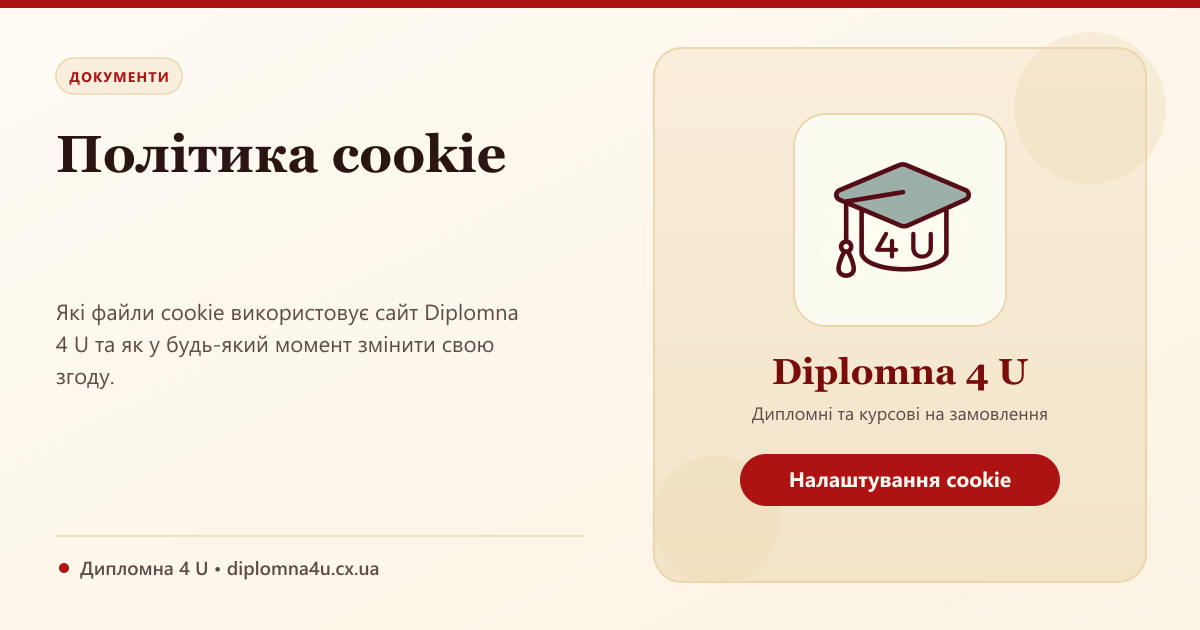 ДОКУМЕНТИ
Політика cookie
Які файли cookie використовує сайт Diplomna
4 U та як у будь-який момент змінити свою
згоду.
Дипломна 4 U • diplomna4u.cx.ua
4 U
Diplomna 4 U
Дипломні та курсові на замовлення
Налаштування cookie